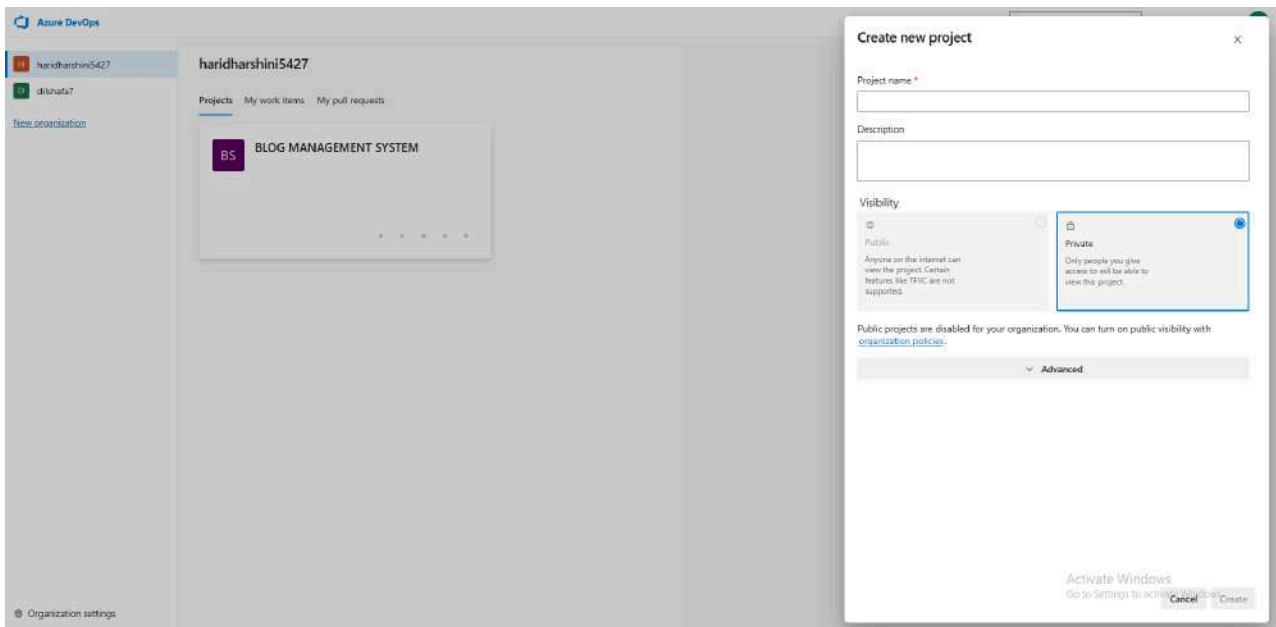 Azure DevOps
H haridharshini5427
D dilshafa7
New organization
haridharshini5427
Projects My work items My pull requests
BS BLOG MANAGEMENT SYSTEM
Organization settings
Create new project
Project name *
Description
Visibility
Public
Anyone on the internet can
view the project. Certain
features like TFVC are not
supported.
Private
Only people you give
access to will be able to
view this project.
Public projects are disabled for your organization. You can turn on public visibility with
organization policies.
Advanced
Activate Windows
Go to Settings to activate Windows.
Cancel Create